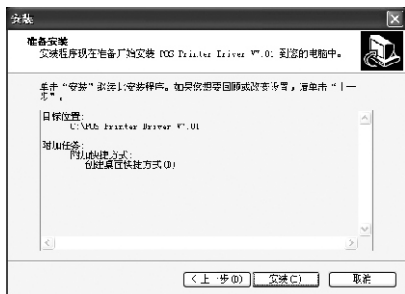 安装
准备安装
安装程序现在准备开始安装 POS Printer Driver V7.01 到您的电脑中。
单击“安装”继续此安装程序。如果您想要回顾或改变设置，请单击“上一
步”。
目标位置:
C:\POS Printer Driver V7.01
附加任务:
附加快捷方式:
创建桌面快捷方式(D)
<上一步(B)
安装(I)
取消